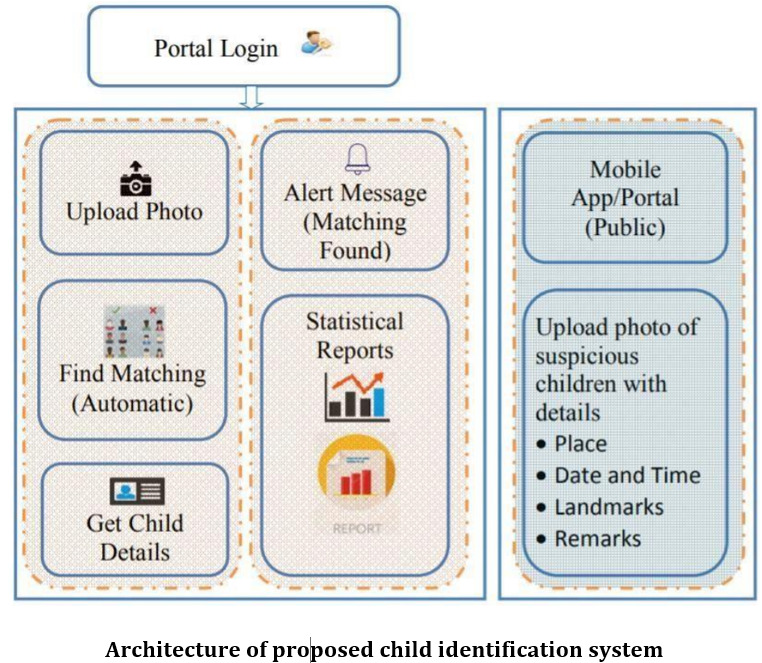 Portal Login
Upload Photo
Find Matching
(Automatic)
Get Child
Details
Alert Message
(Matching
Found)
Statistical
Reports
REPORT
Mobile
App/Portal
(Public)
Upload photo of
suspicious
children with
details
• Place
• Date and Time
• Landmarks
• Remarks
Architecture of proposed child identification system